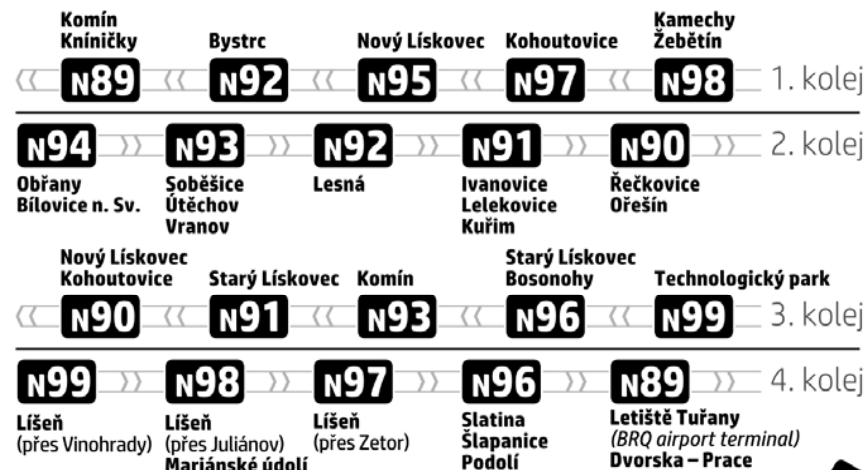 Komín
Kníničky
Bystrc
Nový Lískovec
Kohoutovice
Kamechy
Žebětín
N89 N92 N95 N97 N98 1. kolej
N94 N93 N92 N91 N90 2. kolej
Obřany
Bílovice n. Sv.
Soběšice
Útěchov
Vranov
Lesná
Ivanovice
Lelekovice
Kuřim
Řečkovice
Ořešín
Nový Lískovec
Kohoutovice
Starý Lískovec
Komín
Starý Lískovec
Bosonohy
Technologický park
N90 N91 N93 N96 N99 3. kolej
N99 N98 N97 N96 N89 4. kolej
Líšeň
(přes Vinohrady)
Líšeň
(přes Juliánov)
Mariánské údolí
Líšeň
(přes Zetor)
Slatina
Šlapanice
Podolí
Letiště Tuřany
(BRQ airport terminal)
Dvorska – Prace